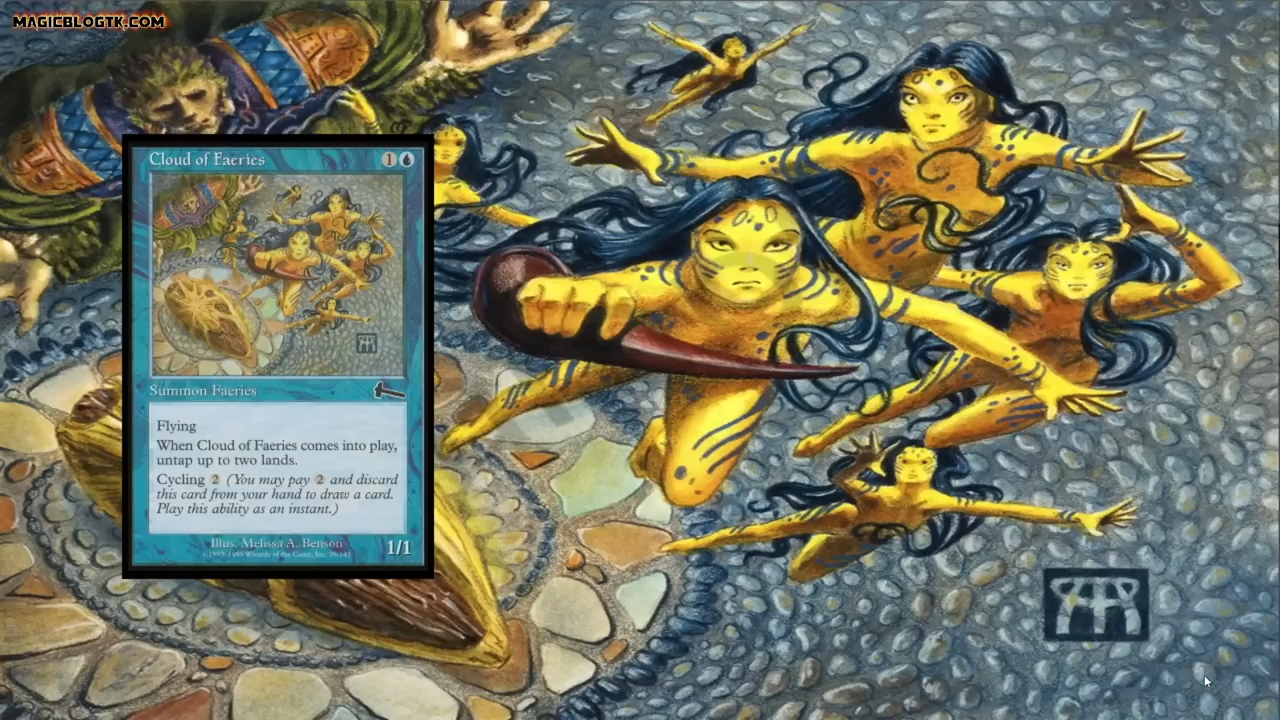 MAGICBLOGTK.COM
Cloud of Faeries 1
Summon Faeries
Flying
When Cloud of Faeries comes into play,
untap up to two lands.
Cycling 2 (You may pay 2 and discard
this card from your hand to draw a card.
Play this ability as an instant.)
Illus. Melissa A. Benson
1/1